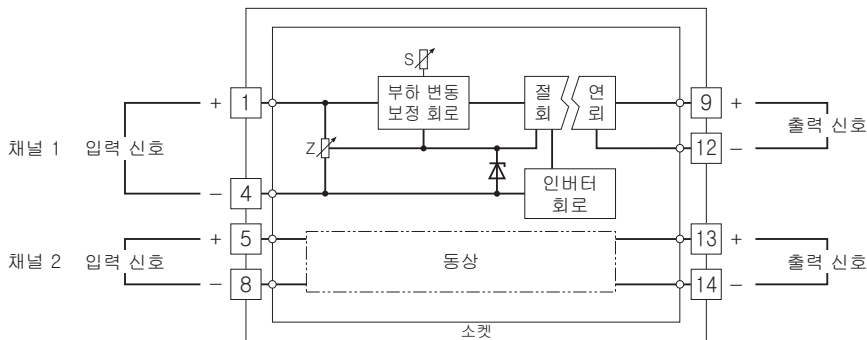 S
부하 변동
보정 회로
절 연
회 뢰
+ 1
9 +
Z
12 −
채널 1 입력 신호
출력 신호
− 4
인버터
회로
+ 5
13 +
채널 2 입력 신호
동상
출력 신호
− 8
14 −
소켓